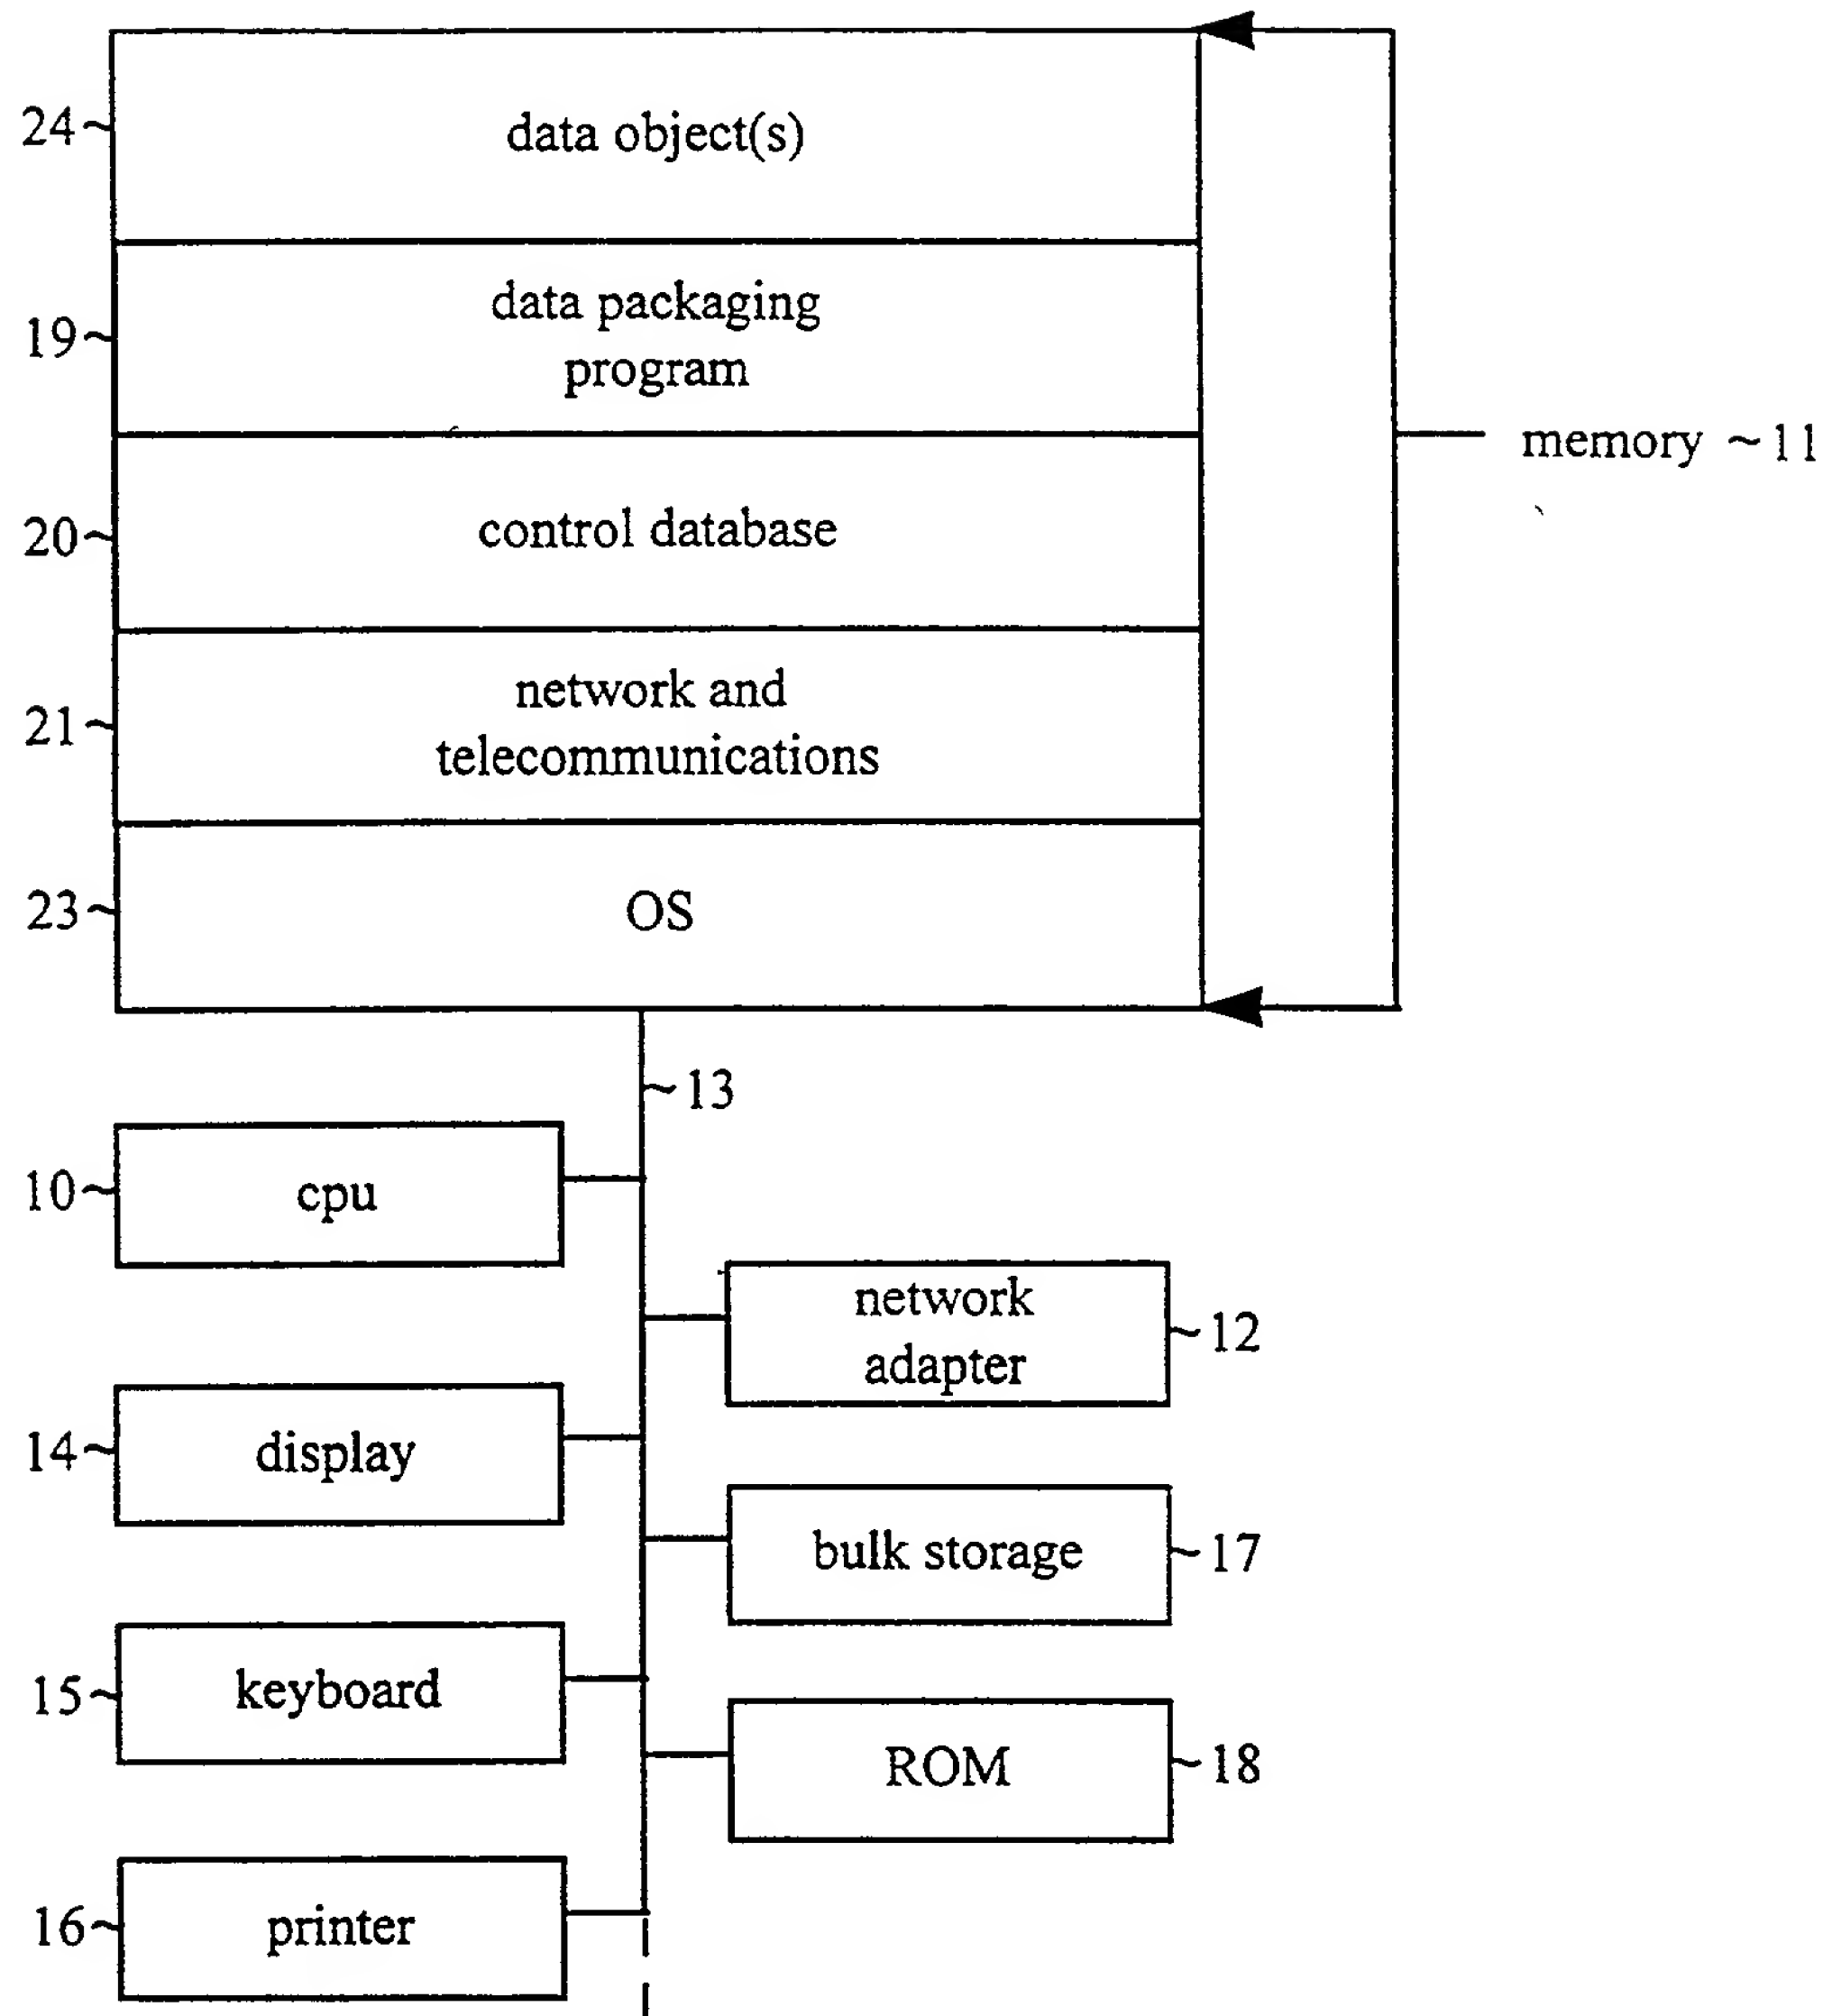 24~ data object(s)
19~ data packaging
program
memory ~11
20~ control database
21~ network and
telecommunications
23~ OS
~13
10~ cpu
network
adapter ~12
14~ display
bulk storage ~17
15~ keyboard
ROM ~18
16~ printer